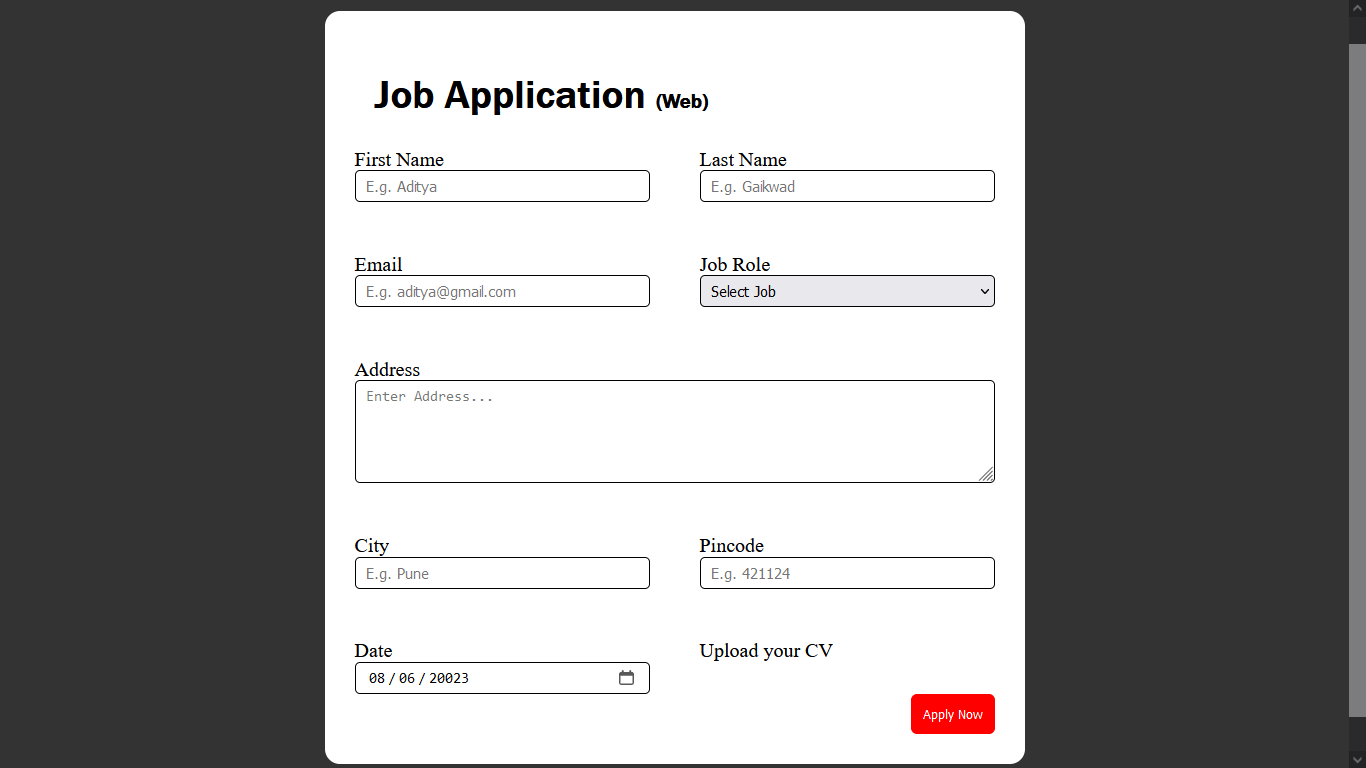 Job Application (Web)
First Name
Last Name
E.g. Aditya
E.g. Gaikwad
Email
Job Role
E.g. aditya@gmail.com
Select Job
Address
Enter Address...
City
Pincode
E.g. Pune
E.g. 421124
Date
Upload your CV
08/06/20023
Apply Now